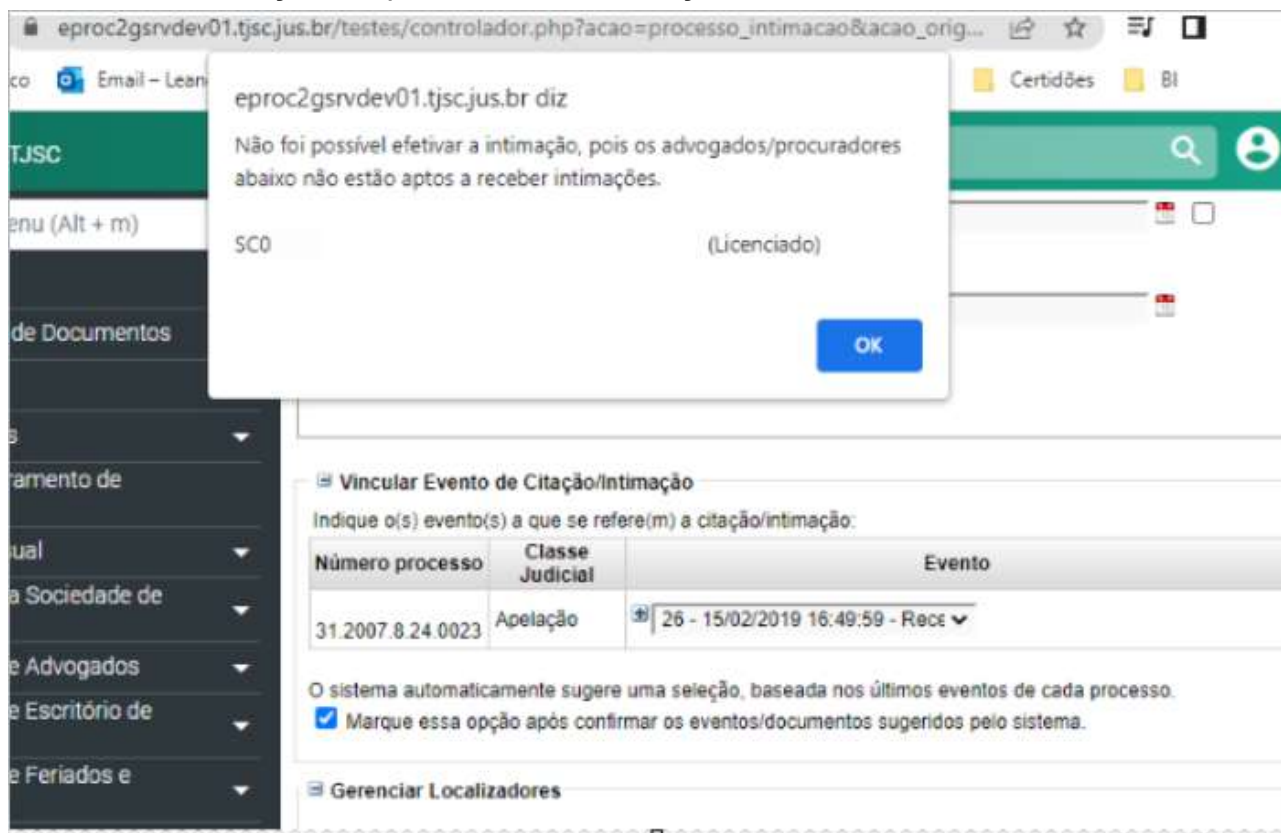 eproc2gsrvdev01.tjsc.jus.br/testes/controlador.php?acao=processo_intimacao&acao_orig...
co Email – Lean Certidões BI
eproc2gsrvdev01.tjsc.jus.br diz
Não foi possível efetivar a intimação, pois os advogados/procuradores
abaixo não estão aptos a receber intimações.
SC0 (Licenciado)
OK
TJSC
enu (Alt + m)
de Documentos
s
ramento de
ual
a Sociedade de
e Advogados
e Escritório de
e Feriados e
Vincular Evento de Citação/Intimação
Indique o(s) evento(s) a que se refere(m) a citação/intimação:
Número processo Classe Judicial Evento
31.2007.8.24.0023 Apelação 26 - 15/02/2019 16:49:59 - Rece
O sistema automaticamente sugere uma seleção, baseada nos últimos eventos de cada processo.
Marque essa opção após confirmar os eventos/documentos sugeridos pelo sistema.
Gerenciar Localizadores